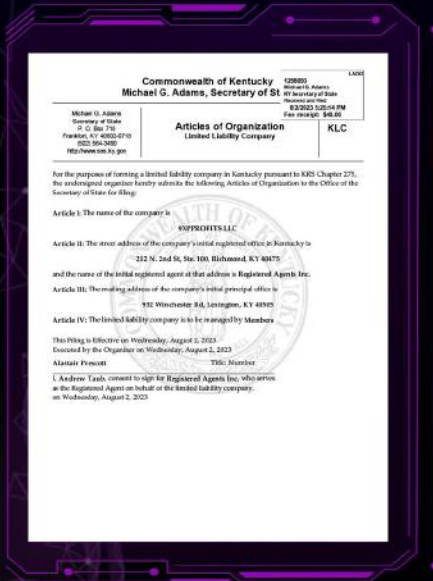 LAOO
Commonwealth of Kentucky
Michael G. Adams, Secretary of St
Michael G. Adams
KY Secretary of State
Received and Filed
8/2/2023 5:25:14 PM
Fee receipt: $40.00
Michael G. Adams
Secretary of State
P. O. Box 718
Frankfort, KY 40602-0718
(502) 564-3490
http://www.sos.ky.gov
Articles of Organization
Limited Liability Company
KLC
For the purposes of forming a limited liability company in Kentucky pursuant to KRS Chapter 275,
the undersigned organizer hereby submits the following Articles of Organization to the Office of the
Secretary of State for filing:
Article I: The name of the company is
Article II: The street address of the company's initial registered office in Kentucky is
212 N. 2nd St, Ste. 100, Richmond, KY 40475
and the name of the initial registered agent at that address is Registered Agents Inc.
Article III: The mailing address of the company's initial principal office is
932 Winchester Rd, Lexington, KY 40505
Article IV: The limited liability company is to be managed by Members
This Filing is Effective on Wednesday, August 2, 2023
Executed by the Organizer on Wednesday, August 2, 2023
Alastair Prescott Title: Member
I, Andrew Taub, consent to sign for Registered Agents Inc. who serves
as the Registered Agent on behalf of the limited liability company.
on Wednesday, August 2, 2023